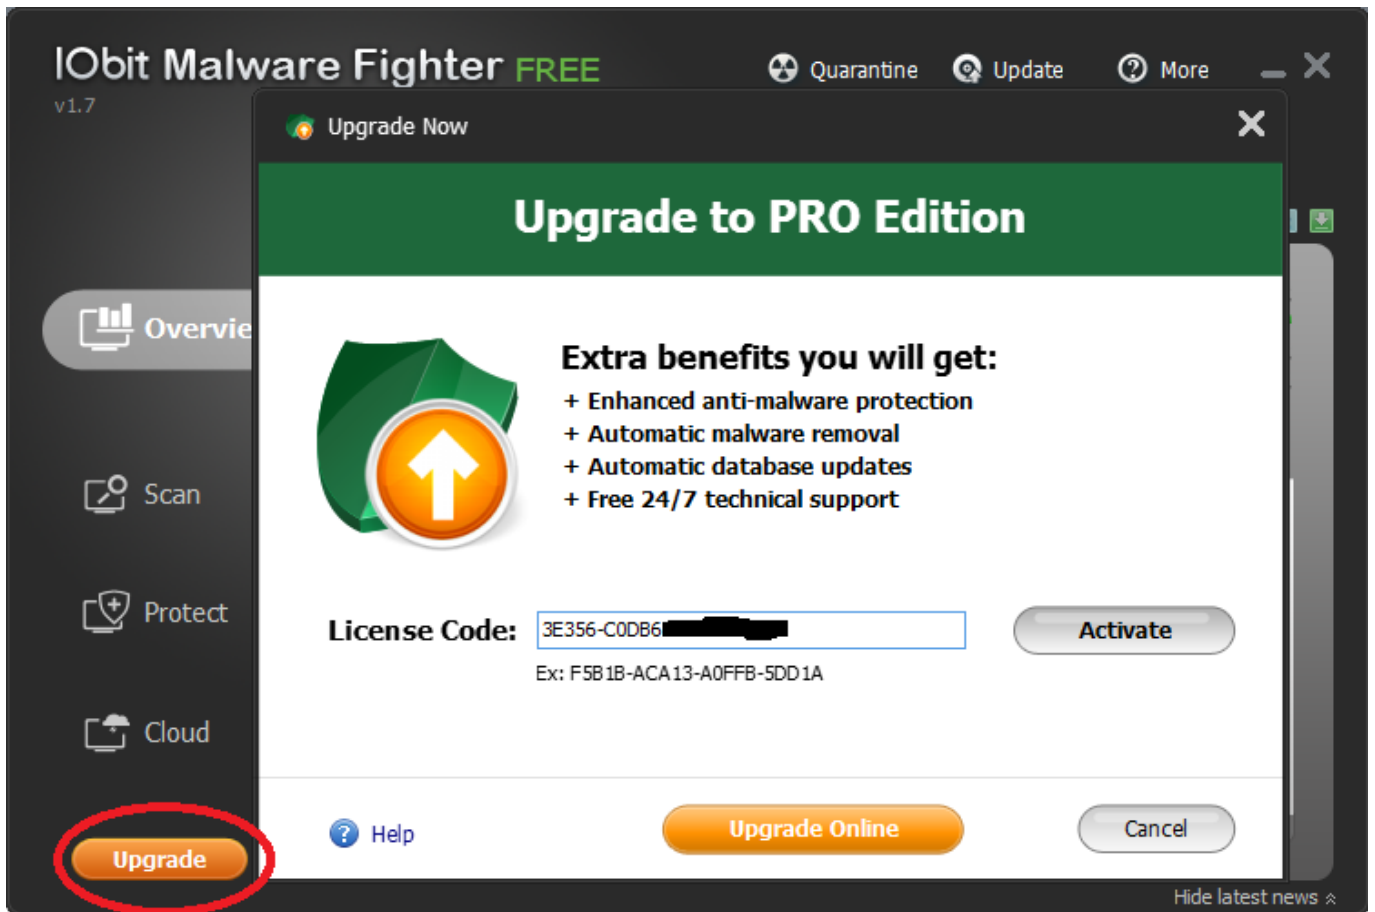 IObit Malware Fighter FREE
Quarantine
Update
More
v1.7
Upgrade Now
Upgrade to PRO Edition
Overvie
Extra benefits you will get:
+ Enhanced anti-malware protection
+ Automatic malware removal
+ Automatic database updates
+ Free 24/7 technical support
Scan
Protect
License Code:
3E356-C0DB6
Activate
Ex: F5B1B-ACA13-A0FFB-5DD1A
Cloud
Help
Upgrade Online
Cancel
Upgrade
Hide latest news